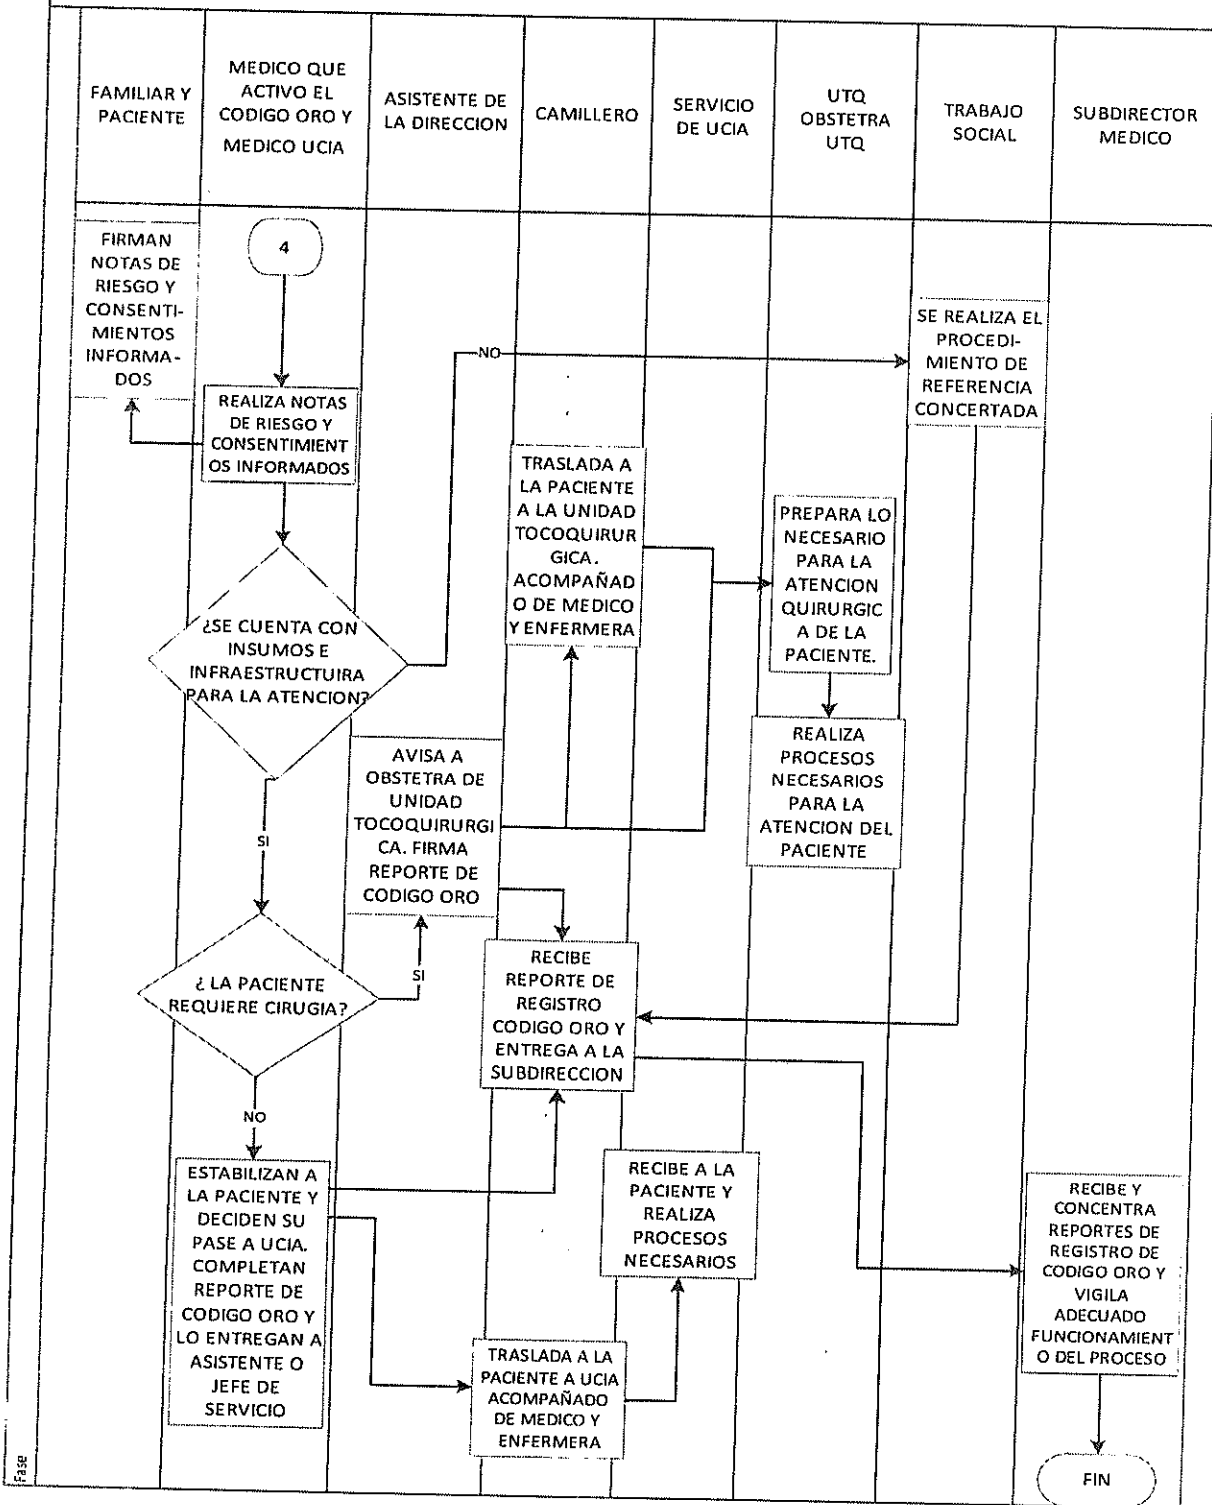 FAMILIAR Y
PACIENTE
MEDICO QUE
ACTIVO EL
CODIGO ORO Y
MEDICO UCIA
ASISTENTE DE
LA DIRECCION
CAMILLERO
SERVICIO
DE UCIA
UTQ
OBSTETRA
UTQ
TRABAJO
SOCIAL
SUBDIRECTOR
MEDICO
FIRMAN
NOTAS DE
RIESGO Y
CONSENTI-
MIENTOS
INFORMA-
DOS
4
REALIZA NOTAS
DE RIESGO Y
CONSENTIMIENT
OS INFORMADOS
NO
SE REALIZA EL
PROCEDI-
MIENTO DE
REFERENCIA
CONCERTADA
TRASLADA A
LA PACIENTE
A LA UNIDAD
TOCOQUIRUR
GICA.
ACOMPAÑAD
O DE MEDICO
Y ENFERMERA
PREPARA LO
NECESARIO
PARA LA
ATENCION
QUIRURGIC
A DE LA
PACIENTE.
¿SE CUENTA CON
INSUMOS E
INFRAESTRUCTUIRA
PARA LA ATENCION?
REALIZA
PROCESOS
NECESARIOS
PARA LA
ATENCION DEL
PACIENTE
AVISA A
OBSTETRA DE
UNIDAD
TOCOQUIRURGI
CA. FIRMA
REPORTE DE
CODIGO ORO
SI
¿ LA PACIENTE
REQUIERE CIRUGIA?
SI
RECIBE
REPORTE DE
REGISTRO
CODIGO ORO Y
ENTREGA A LA
SUBDIRECCION
NO
ESTABILIZAN A
LA PACIENTE Y
DECIDEN SU
PASE A UCIA.
COMPLETAN
REPORTE DE
CODIGO ORO Y
LO ENTREGAN A
ASISTENTE O
JEFE DE
SERVICIO
RECIBE A LA
PACIENTE Y
REALIZA
PROCESOS
NECESARIOS
RECIBE Y
CONCENTRA
REPORTES DE
REGISTRO DE
CODIGO ORO Y
VIGILA
ADECUADO
FUNCIONAMIENT
O DEL PROCESO
TRASLADA A LA
PACIENTE A UCIA
ACOMPAÑADO
DE MEDICO Y
ENFERMERA
FIN
Fase